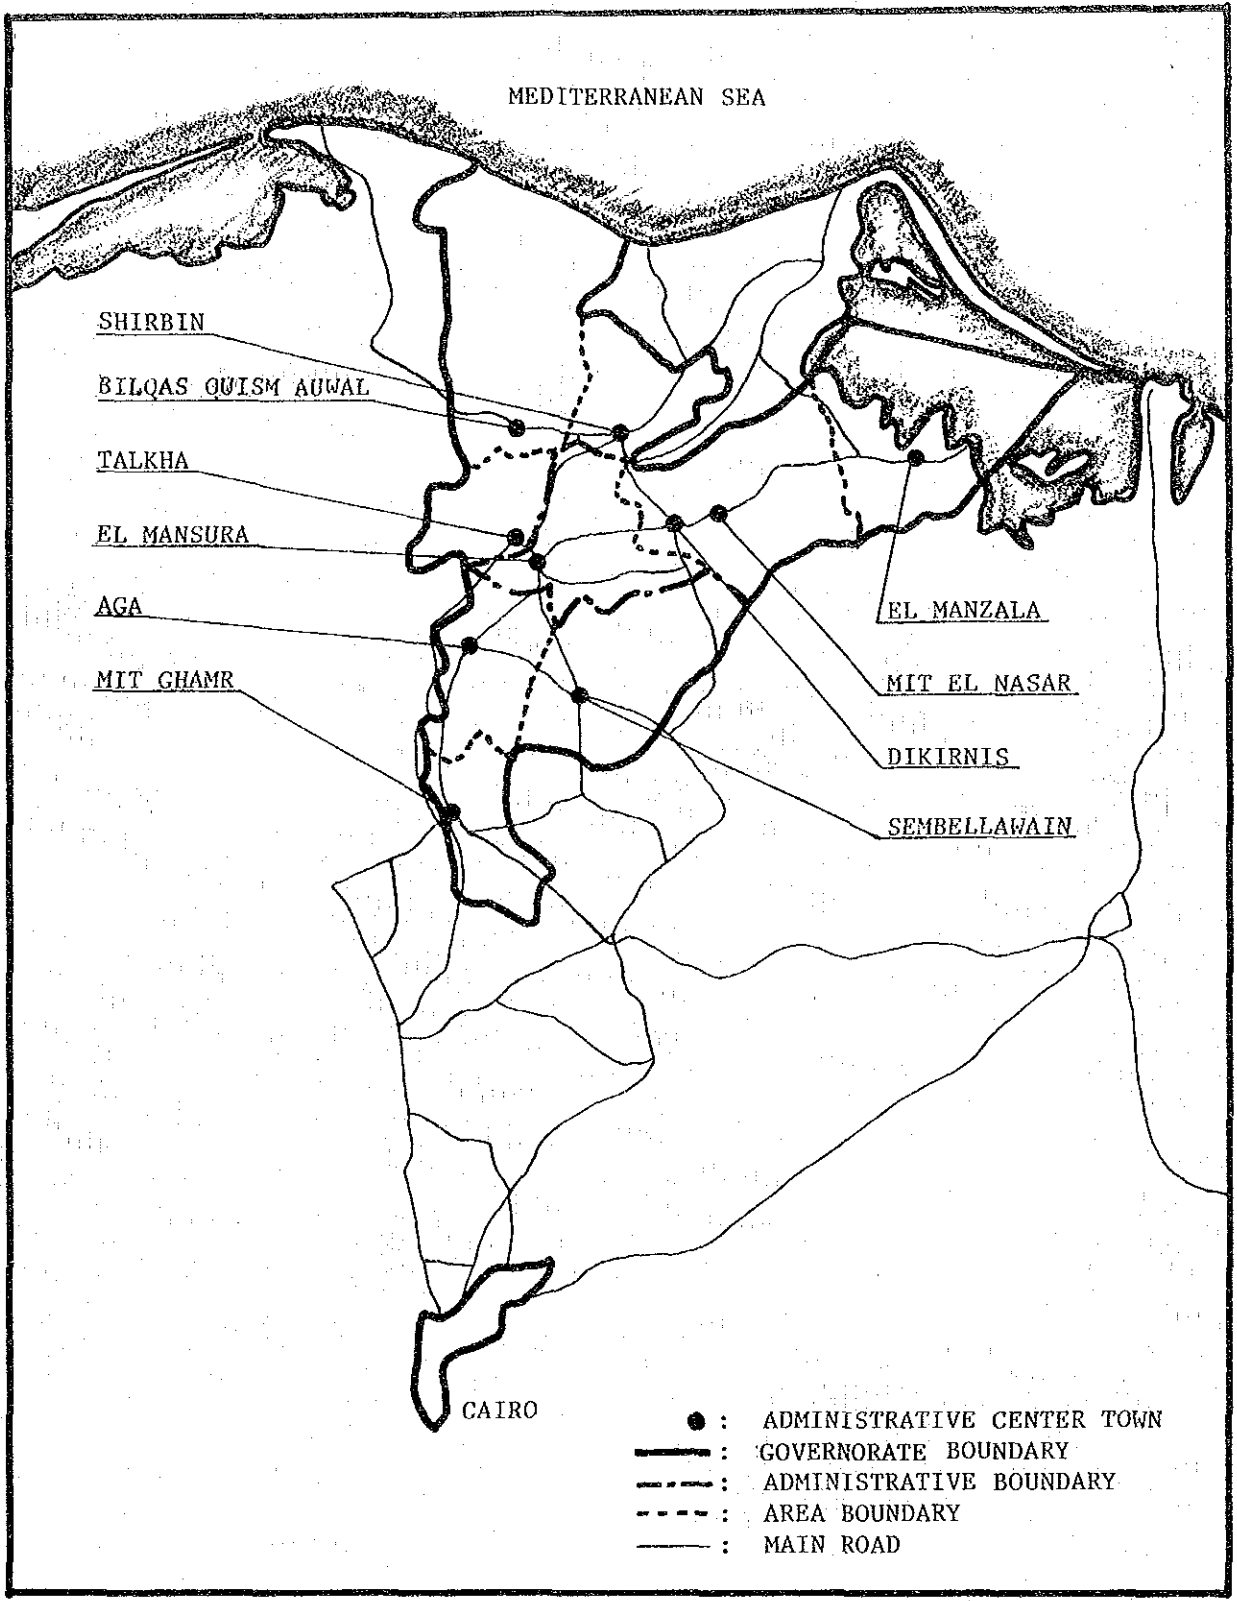 MEDITERRANEAN SEA
SHIRBIN
BILQAS QUISM AUWAL
TALKHA
EL MANSURA
AGA
MIT GHAMR
EL MANZALA
MIT EL NASAR
DIKIRNIS
SEMBELLAWAIN
CAIRO
: ADMINISTRATIVE CENTER TOWN
: GOVERNORATE BOUNDARY
: ADMINISTRATIVE BOUNDARY
: AREA BOUNDARY
: MAIN ROAD